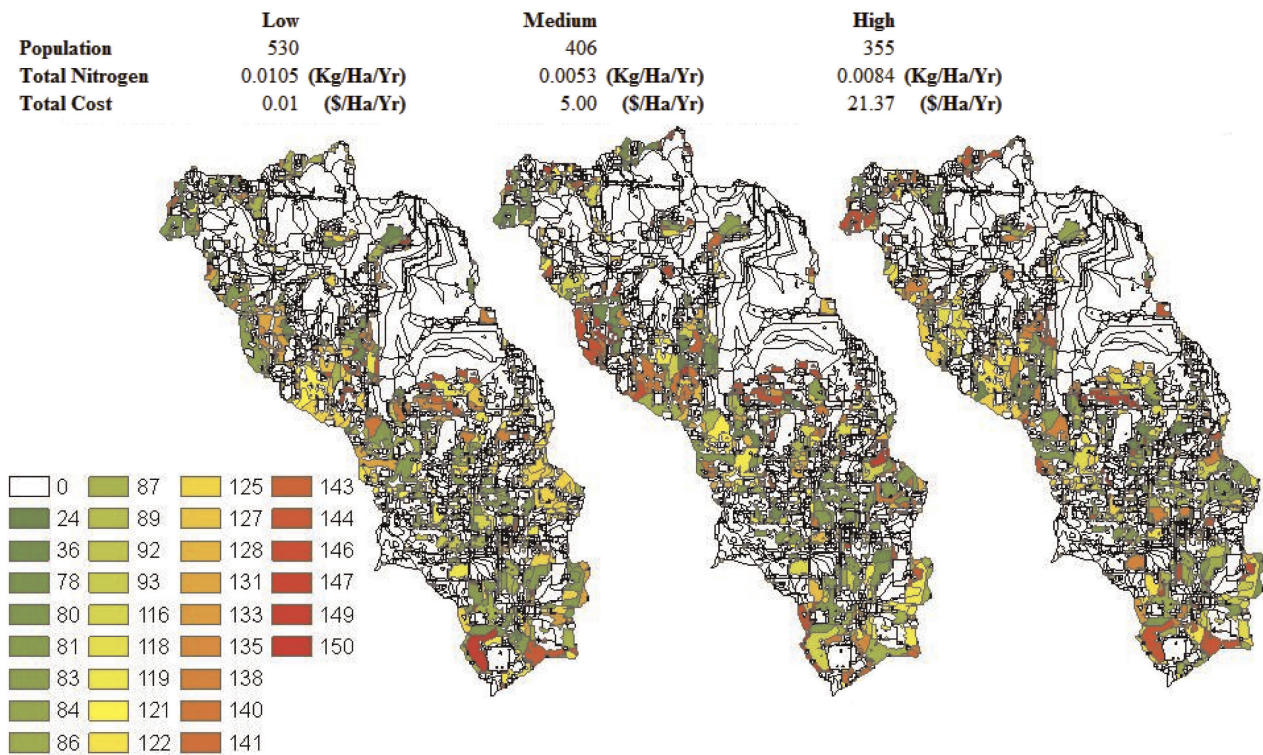 Low Medium High
Population 530 406 355
Total Nitrogen 0.0105 (Kg/Ha/Yr) 0.0053 (Kg/Ha/Yr) 0.0084 (Kg/Ha/Yr)
Total Cost 0.01 ($/Ha/Yr) 5.00 ($/Ha/Yr) 21.37 ($/Ha/Yr)
0 87 125 143
24 89 127 144
36 92 128 146
78 93 131 147
80 116 133 149
81 118 135 150
83 119 138
84 121 140
86 122 141